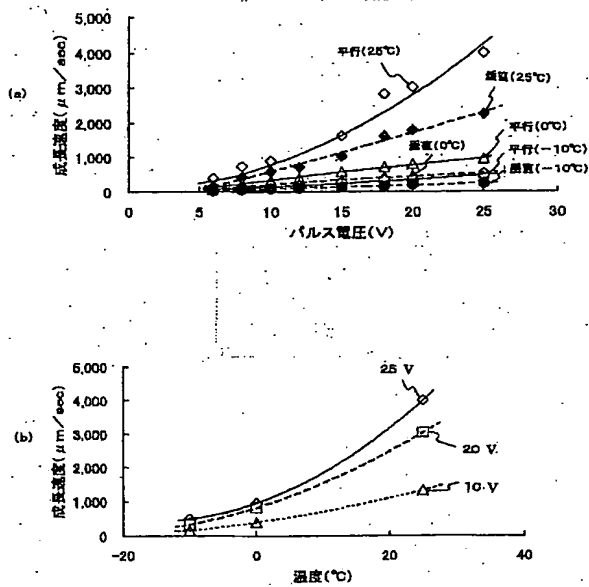 (a)
成長速度(μm/sec)
5,000
4,000
3,000
2,000
1,000
0
平行(25℃)
垂直(25℃)
平行(0℃)
垂直(0℃)
平行(-10℃)
垂直(-10℃)
0 5 10 15 20 25 30
パルス電圧(V)
(b)
成長速度(μm/sec)
5,000
4,000
3,000
2,000
1,000
0
25 V
20 V
10 V
-20 0 20 40
温度(℃)